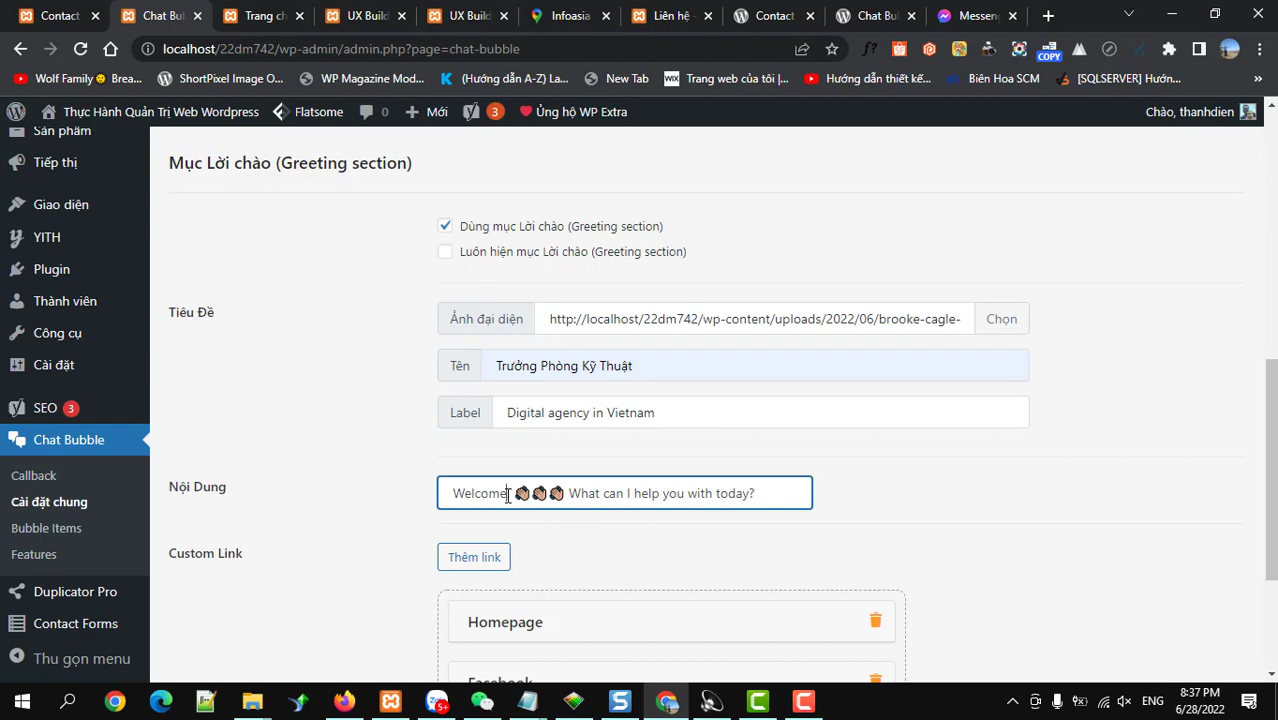 Contact
Chat Bub
Trang ch
UX Build
UX Build
Infoasia
Liên hệ -
Contact
Chat Bul
Messen
localhost/22dm742/wp-admin/admin.php?page=chat-bubble
COPY
Wolf Family🐶 Brea...
ShortPixel Image O...
WP Magazine Mod...
(Hướng dẫn A-Z) La...
New Tab
WIX
Trang web của tôi |...
Hướng dẫn thiết kế...
Biên Hoa SCM
[SQLSERVER] Hướn...
Thực Hành Quản Trị Web Wordpress
Flatsome
0
Mới
3
Ủng hộ WP Extra
Chào, thanhdien
Sản phẩm
Tiếp thị
Giao diện
YITH
Plugin
Thành viên
Công cụ
Cài đặt
SEO 3
Chat Bubble
Callback
Cài đặt chung
Bubble Items
Features
Duplicator Pro
Contact Forms
Thu gọn menu
Mục Lời chào (Greeting section)
Dùng mục Lời chào (Greeting section)
Luôn hiện mục Lời chào (Greeting section)
Tiêu Đề
Ảnh đại diện
http://localhost/22dm742/wp-content/uploads/2022/06/brooke-cagle-
Chọn
Tên
Trưởng Phòng Kỹ Thuật
Label
Digital agency in Vietnam
Nội Dung
Welcome 👏🏽👏🏽👏🏽 What can I help you with today?
Custom Link
Thêm link
Homepage
Facebook
5+
ENG
8:37 PM
6/28/2022